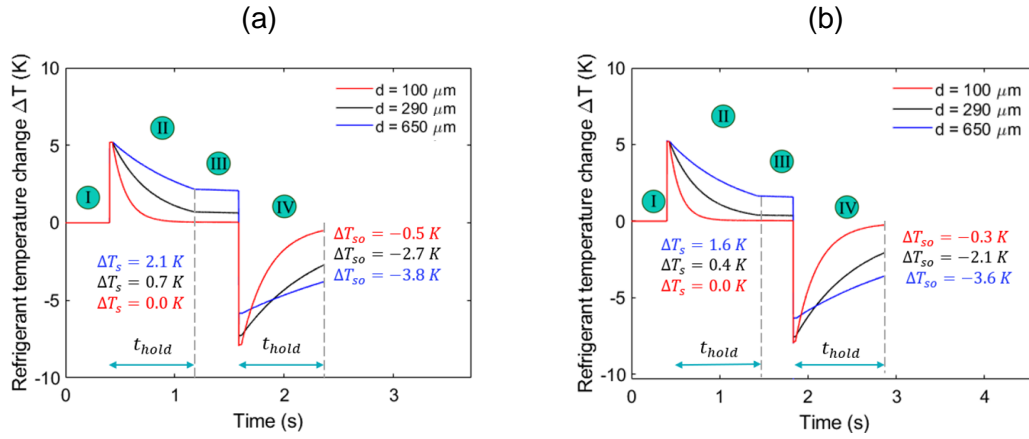 (a)
Refrigerant temperature change ΔT (K)
10
5
0
-5
-10
d = 100 μm
d = 290 μm
d = 650 μm
I
II
III
IV
ΔT_s = 2.1 K
ΔT_s = 0.7 K
ΔT_s = 0.0 K
ΔT_so = −0.5 K
ΔT_so = −2.7 K
ΔT_so = −3.8 K
t_hold
t_hold
0
1
2
3
Time (s)
(b)
Refrigerant temperature change ΔT (K)
10
5
0
-5
-10
d = 100 μm
d = 290 μm
d = 650 μm
I
II
III
IV
ΔT_s = 1.6 K
ΔT_s = 0.4 K
ΔT_s = 0.0 K
ΔT_so = −0.3 K
ΔT_so = −2.1 K
ΔT_so = −3.6 K
t_hold
t_hold
0
1
2
3
4
Time (s)